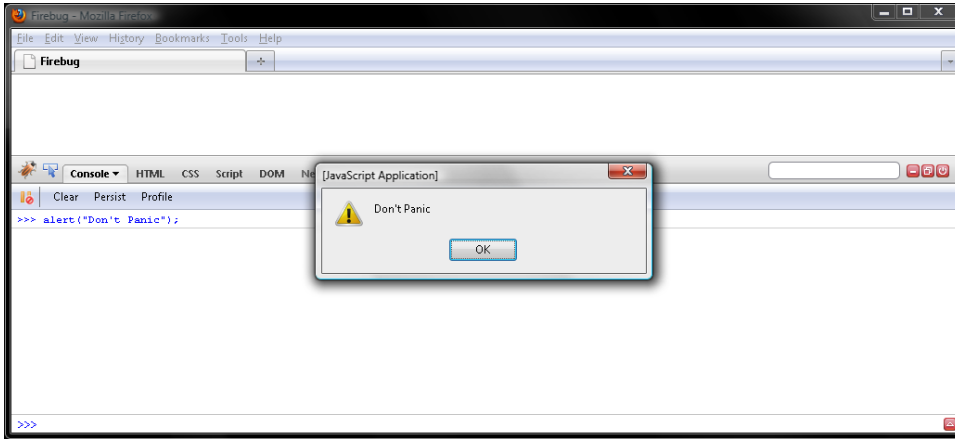 Firebug - Mozilla Firefox
File Edit View History Bookmarks Tools Help
Firebug
Console HTML CSS Script DOM
[JavaScript Application]
Clear Persist Profile
Don't Panic
>>> alert("Don't Panic");
OK
>>>